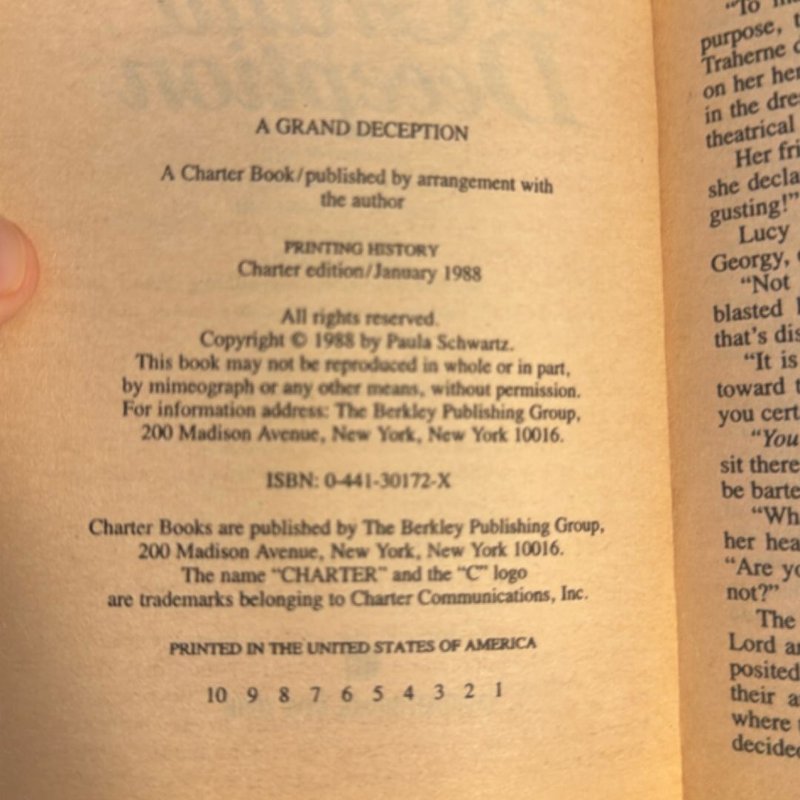 A GRAND DECEPTION
A Charter Book/published by arrangement with
the author
PRINTING HISTORY
Charter edition/January 1988
All rights reserved.
Copyright © 1988 by Paula Schwartz.
This book may not be reproduced in whole or in part,
by mimeograph or any other means, without permission.
For information address: The Berkley Publishing Group,
200 Madison Avenue, New York, New York 10016.
ISBN: 0-441-30172-X
Charter Books are published by The Berkley Publishing Group,
200 Madison Avenue, New York, New York 10016.
The name "CHARTER" and the "C" logo
are trademarks belonging to Charter Communications, Inc.
PRINTED IN THE UNITED STATES OF AMERICA
10 9 8 7 6 5 4 3 2 1
"To
purpose,
Traherne
on her
in the
theatrical
Her
she
gusting!"
Lucy
Georgy,
"Not
blasted
that's
"It is
toward
you
"You
sit there
be
her
"Are
not?"
The
Lord
posited
their
where
decided